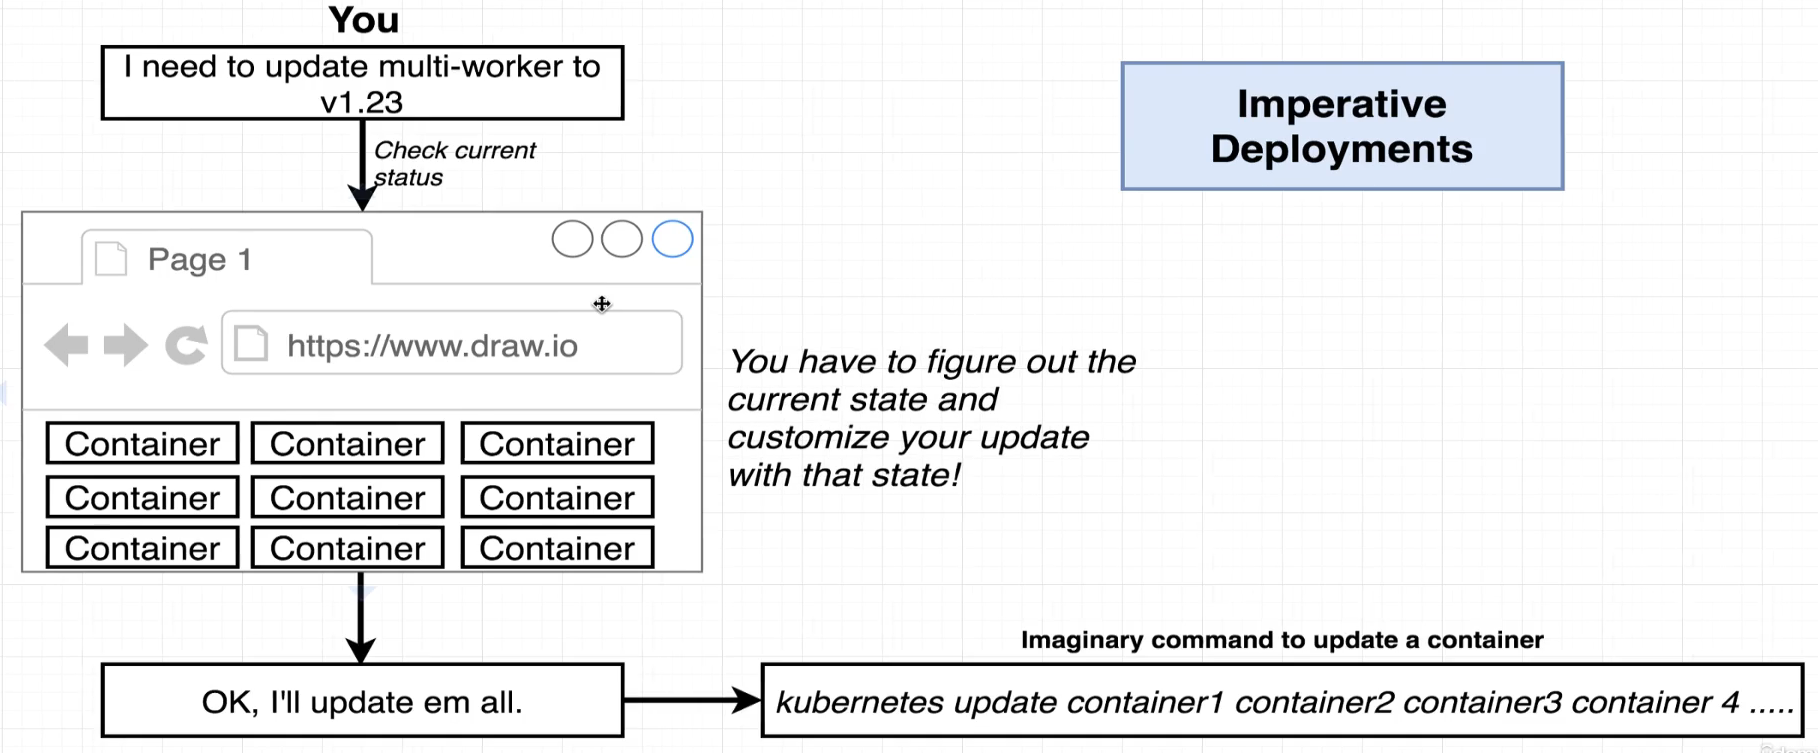 You
I need to update multi-worker to
v1.23
Imperative
Deployments
Check current
status
Page 1
https://www.draw.io
You have to figure out the
current state and
customize your update
with that state!
Container Container Container
Container Container Container
Container Container Container
Imaginary command to update a container
OK, I'll update em all.
kubernetes update container1 container2 container3 container 4 .....